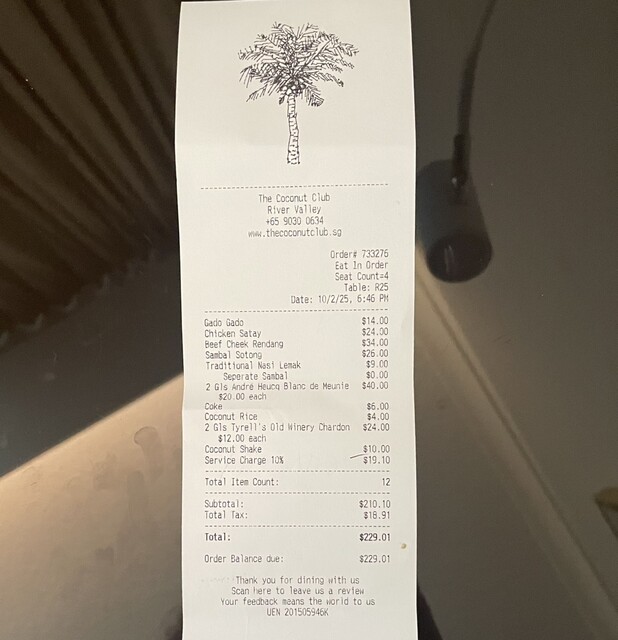 The Coconut Club
River Valley
+65 9030 0634
www.thecoconutclub.sg
Order# 733276
Eat In Order
Seat Count=4
Table: R25
Date: 10/2/25, 6:46 PM
Gado Gado $14.00
Chicken Satay $24.00
Beef Cheek Rendang $34.00
Sambal Sotong $26.00
Traditional Nasi Lemak $9.00
Seperate Sambal $0.00
2 Gls André Heucq Blanc de Meunie $40.00
$20.00 each
Coke $6.00
Coconut Rice $4.00
2 Gls Tyrell's Old Winery Chardon $24.00
$12.00 each
Coconut Shake $10.00
Service Charge 10% $19.10
Total Item Count: 12
Subtotal: $210.10
Total Tax: $18.91
Total: $229.01
Order Balance due: $229.01
Thank you for dining with us
Scan here to leave us a review
Your feedback means the world to us
UEN 201505946K